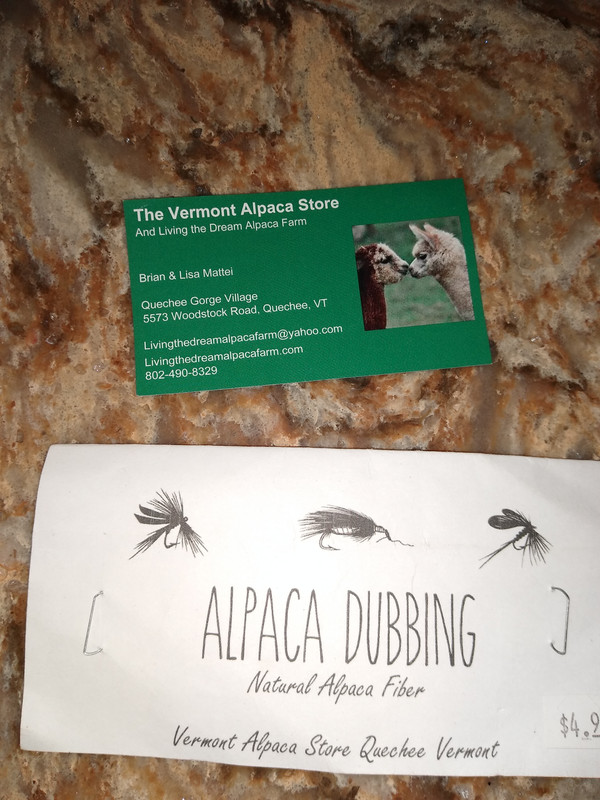 The Vermont Alpaca Store
And Living the Dream Alpaca Farm
Brian & Lisa Mattei
Quechee Gorge Village
5573 Woodstock Road, Quechee, VT
Livingthedreamalpacafarm@yahoo.com
Livingthedreamalpacafarm.com
802-490-8329
ALPACA DUBBING
Natural Alpaca Fiber
$4.9
Vermont Alpaca Store Quechee Vermont